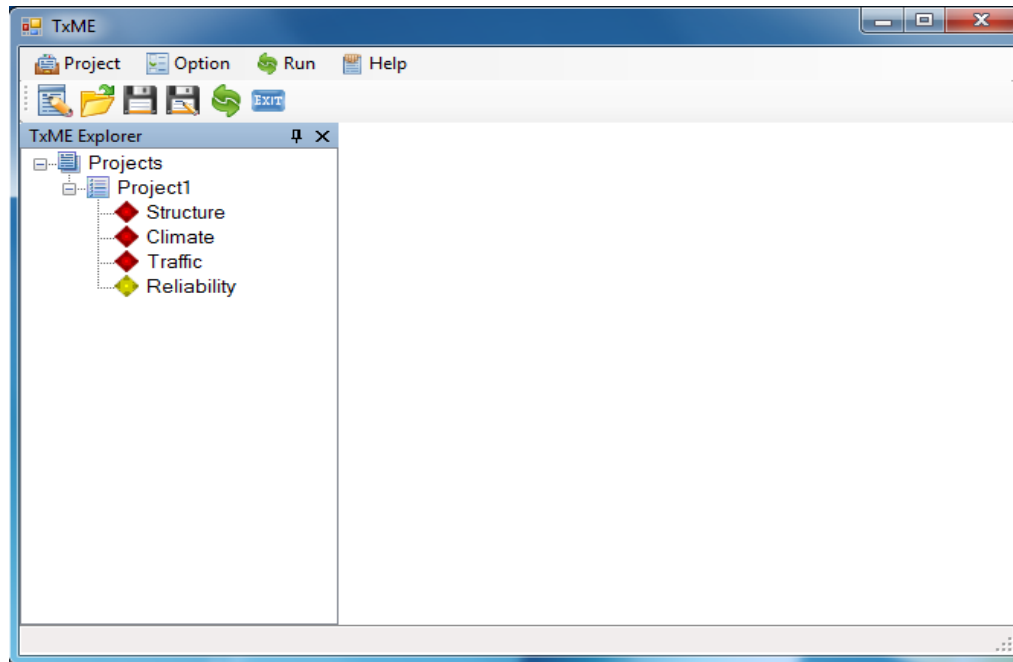 TxME
Project Option Run Help
EXIT
TxME Explorer
Projects
Project1
Structure
Climate
Traffic
Reliability